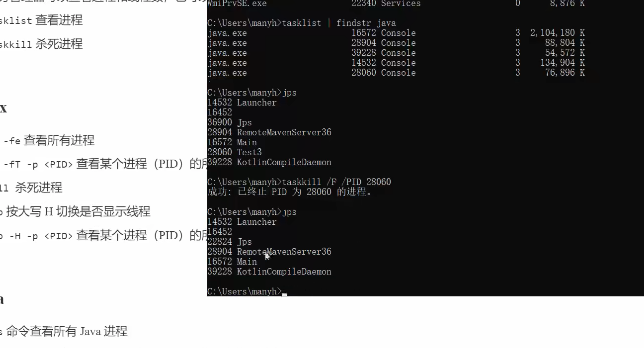 WmiPrvSE.exe 22340 Services 0 8,876 K
sklist 查看进程
skkill 杀死进程
x
-fe 查看所有进程
-fT -p <PID> 查看某个进程（PID）的所
ll 杀死进程
按大写 H 切换是否显示线程
-H -p <PID> 查看某个进程（PID）的所
a
s 命令查看所有 Java 进程
C:\Users\manyh>tasklist | findstr java
java.exe 16572 Console 3 2,104,180 K
java.exe 28904 Console 3 88,804 K
java.exe 39228 Console 3 54,572 K
java.exe 14532 Console 3 134,904 K
java.exe 28060 Console 3 76,896 K
C:\Users\manyh>jps
14532 Launcher
16452
36900 Jps
28904 RemoteMavenServer36
16572 Main
28060 Test3
39228 KotlinCompileDaemon
C:\Users\manyh>taskkill /F /PID 28060
成功: 已终止 PID 为 28060 的进程。
C:\Users\manyh>jps
14532 Launcher
16452
22824 Jps
28904 RemoteMavenServer36
16572 Main
39228 KotlinCompileDaemon
C:\Users\manyh>